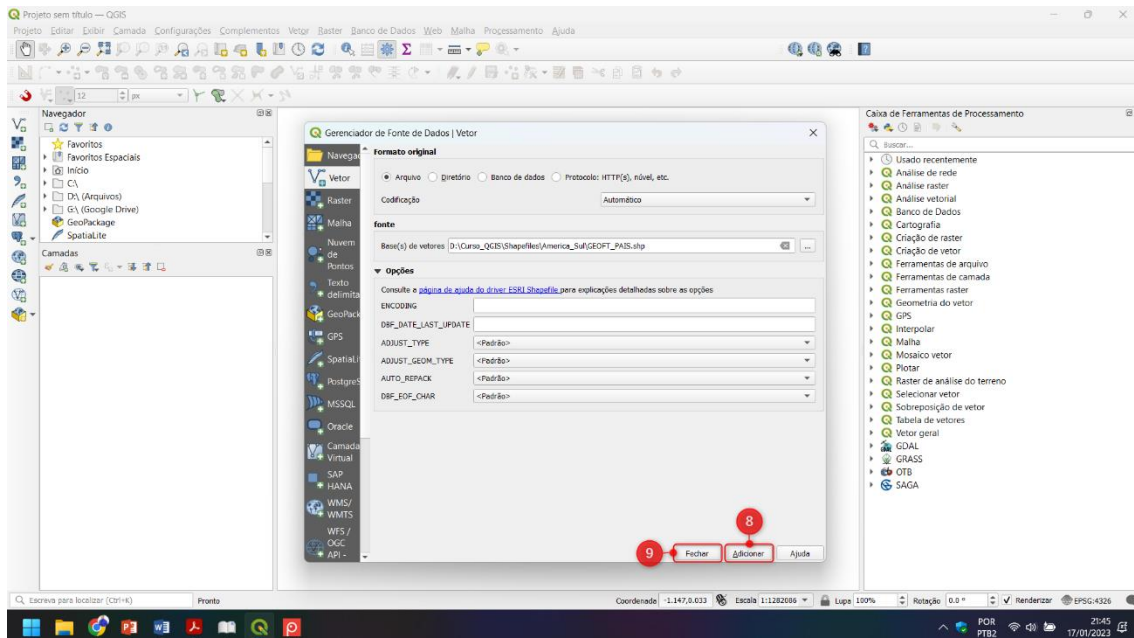 Projeto sem título — QGIS
Projeto Editar Exibir Camada Configurações Complementos Vetor Raster Banco de Dados Web Malha Processamento Ajuda
12 px
Navegador
Favoritos
Favoritos Espaciais
Início
C:\
D:\ (Arquivos)
G:\ (Google Drive)
GeoPackage
SpatiaLite
Camadas
Gerenciador de Fonte de Dados | Vetor
Navegad
Vetor
Raster
Malha
Nuvem
de
Pontos
Texto
delimita
GeoPack
GPS
SpatiaLi
PostgreS
MSSQL
Oracle
Camada
Virtual
SAP
HANA
WMS/
WMTS
WFS /
OGC
API -
Formato original
Arquivo Diretório Banco de dados Protocolo: HTTP(s), núvel, etc.
Codificação Automático
fonte
Base(s) de vetores D:\Curso_QGIS\Shapefiles\America_Sul\GEOFT_PAIS.shp ...
Opções
Consulte a página de ajuda do driver ESRI Shapefile para explicações detalhadas sobre as opções
ENCODING
DBF_DATE_LAST_UPDATE
ADJUST_TYPE <Padrão>
ADJUST_GEOM_TYPE <Padrão>
AUTO_REPACK <Padrão>
DBF_EOF_CHAR <Padrão>
8
9
Fechar Adicionar Ajuda
Caixa de Ferramentas de Processamento
Buscar...
Usado recentemente
Análise de rede
Análise raster
Análise vetorial
Banco de Dados
Cartografia
Criação de raster
Criação de vetor
Ferramentas de arquivo
Ferramentas de camada
Ferramentas raster
Geometria do vetor
GPS
Interpolar
Malha
Mosaico vetor
Plotar
Raster de análise do terreno
Selecionar vetor
Sobreposição de vetor
Tabela de vetores
Vetor geral
GDAL
GRASS
OTB
SAGA
Escreva para localizar (Ctrl+K) Pronto Coordenada -1.147,0.033 Escala 1:1282086 Lupa 100% Rotação 0.0 ° Renderizar EPSG:4326
POR
PTB2
21:45
17/01/2023